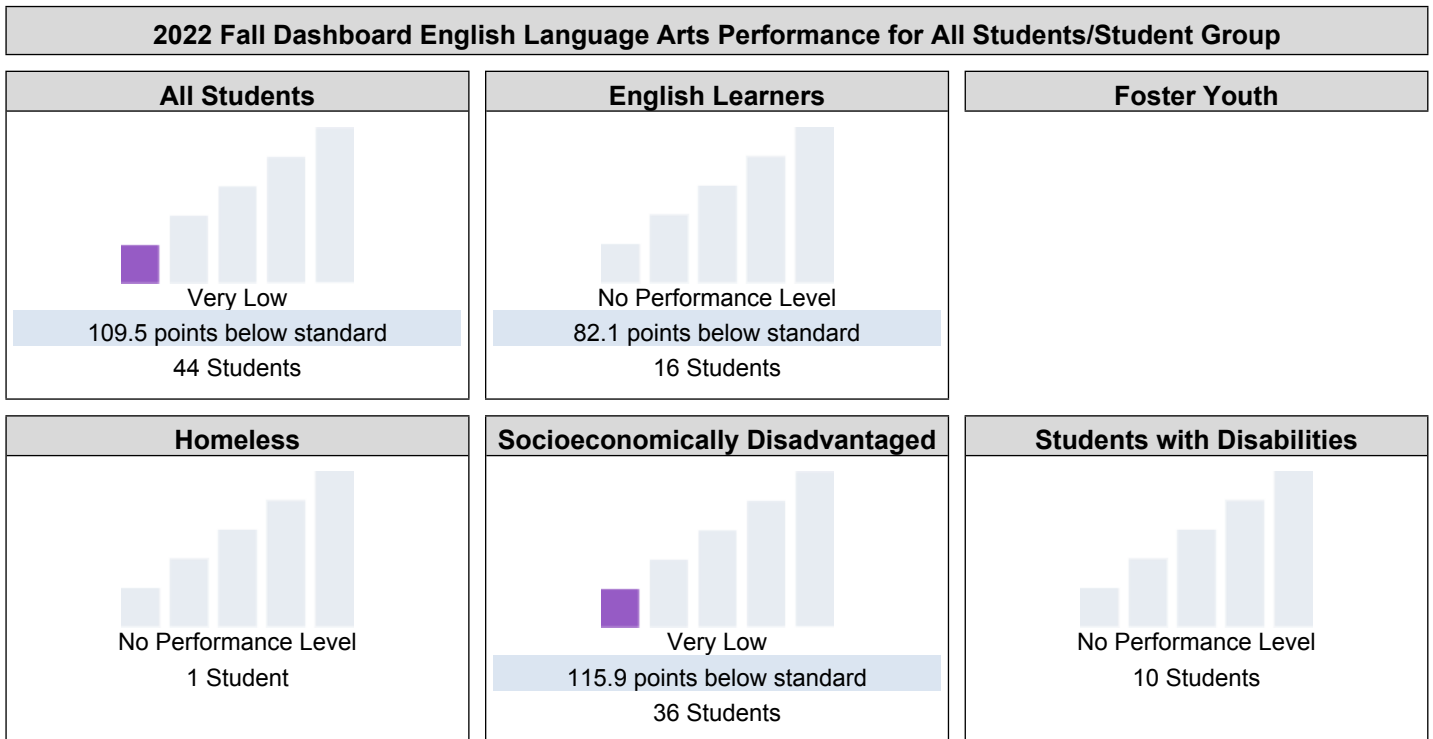 2022 Fall Dashboard English Language Arts Performance for All Students/Student Group
All Students
Very Low
109.5 points below standard
44 Students
English Learners
No Performance Level
82.1 points below standard
16 Students
Foster Youth
Homeless
No Performance Level
1 Student
Socioeconomically Disadvantaged
Very Low
115.9 points below standard
36 Students
Students with Disabilities
No Performance Level
10 Students